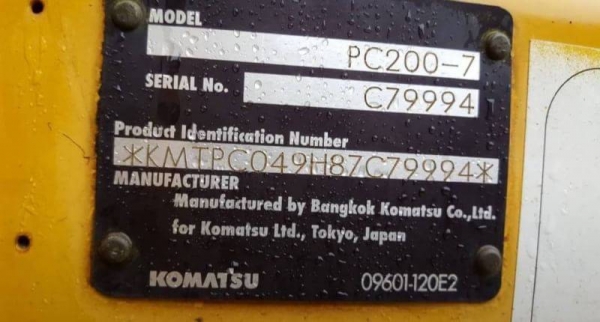 MODEL
PC200-7
SERIAL No.
C79994
Product Identification Number
*KMTPC049H87C79994*
MANUFACTURER
Manufactured by Bangkok Komatsu Co.,Ltd.
for Komatsu Ltd., Tokyo, Japan
KOMATSU
09601-120E2